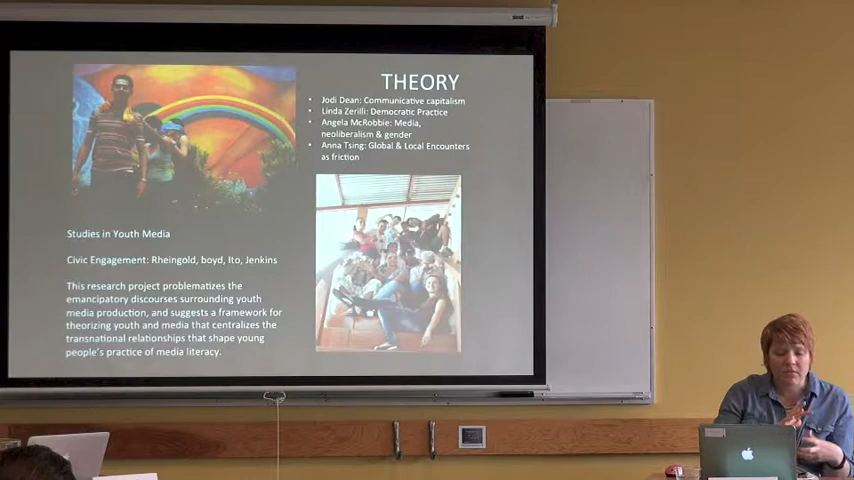 THEORY
• Jodi Dean: Communicative capitalism
• Linda Zerilli: Democratic Practice
• Angela McRobbie: Media,
neoliberalism & gender
• Anna Tsing: Global & Local Encounters
as friction
Studies in Youth Media
Civic Engagement: Rheingold, boyd, Ito, Jenkins
This research project problematizes the
emancipatory discourses surrounding youth
media production, and suggests a framework for
theorizing youth and media that centralizes the
transnational relationships that shape young
people's practice of media literacy.